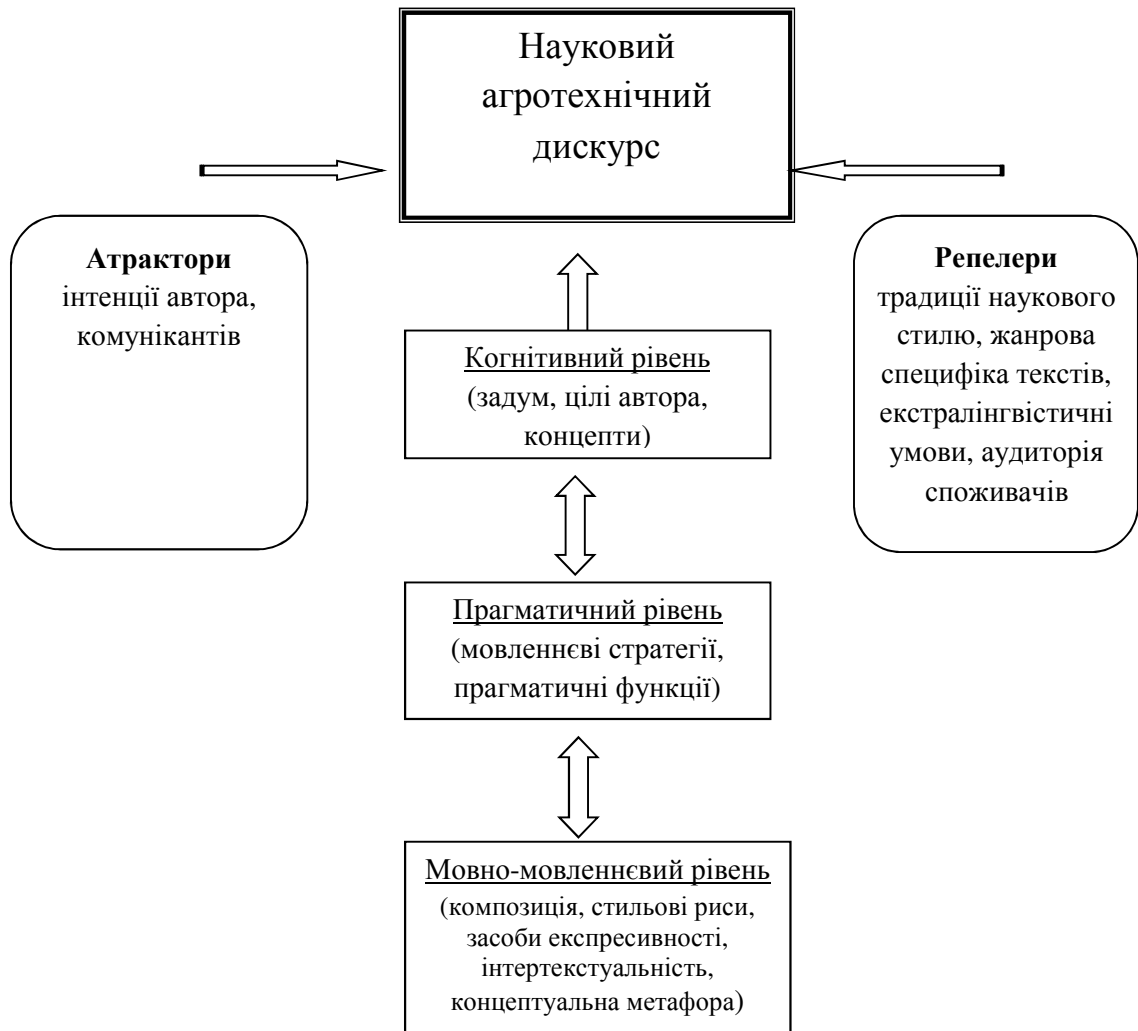 Науковий
агротехнічний
дискурс
Атрактори
інтенції автора,
комунікантів
Репелери
традиції наукового
стилю, жанрова
специфіка текстів,
екстралінгвістичні
умови, аудиторія
споживачів
Когнітивний рівень
(задум, цілі автора,
концепти)
Прагматичний рівень
(мовленнєві стратегії,
прагматичні функції)
Мовно-мовленнєвий рівень
(композиція, стильові риси,
засоби експресивності,
інтертекстуальність,
концептуальна метафора)